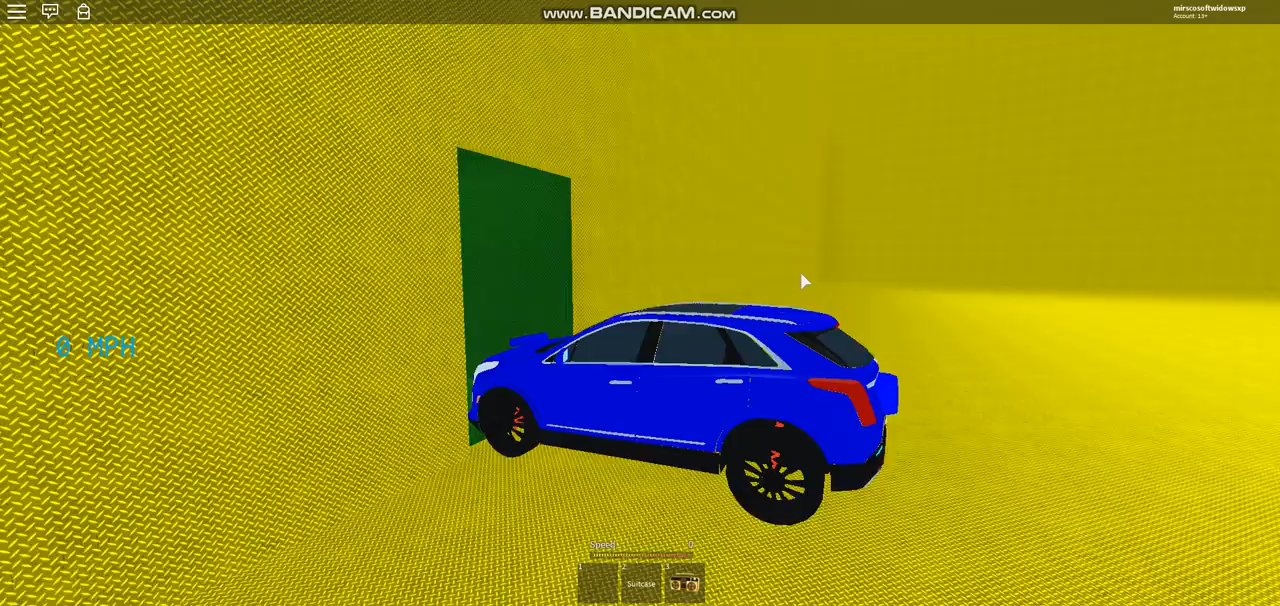 www.BANDICAM.com
mirscosoftwidowsxp
Account: 13+
0 MPH
Speed 0
1 2 3
Suitcase